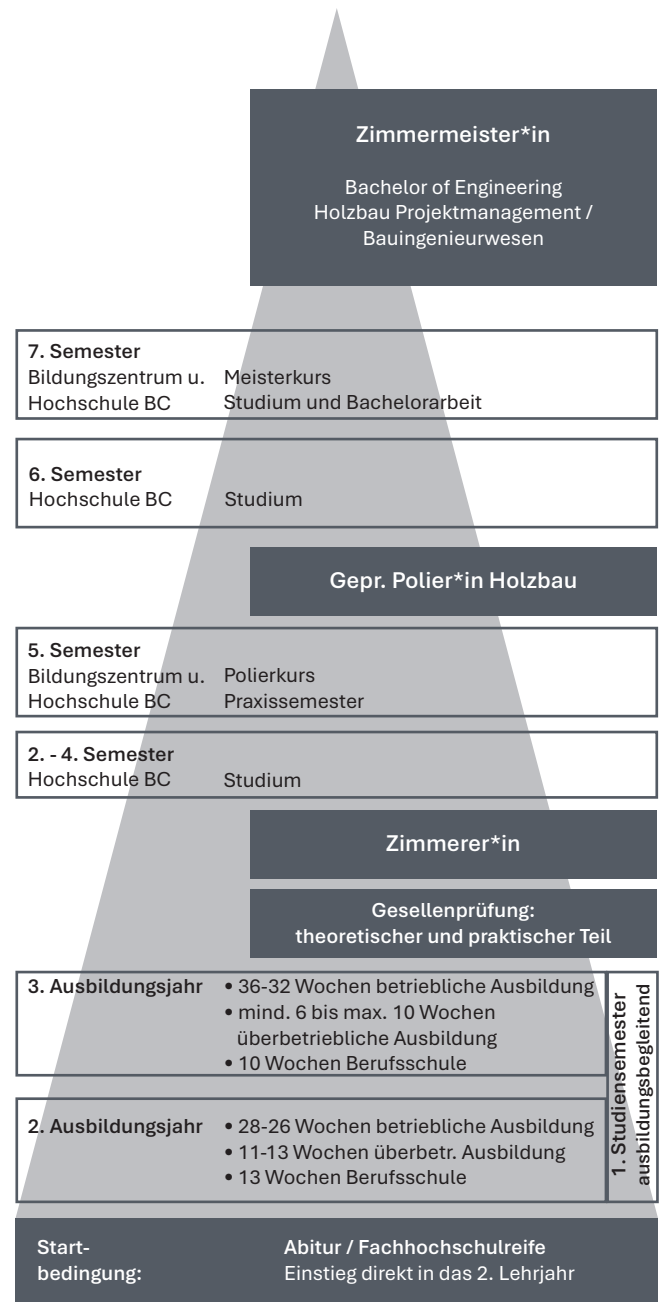 Zimmermeister*in
Bachelor of Engineering
Holzbau Projektmanagement /
Bauingenieurwesen
7. Semester
Bildungszentrum u. Meisterkurs
Hochschule BC Studium und Bachelorarbeit
6. Semester
Hochschule BC Studium
Gepr. Polier*in Holzbau
5. Semester
Bildungszentrum u. Polierkurs
Hochschule BC Praxissemester
2. - 4. Semester
Hochschule BC Studium
Zimmerer*in
Gesellenprüfung:
theoretischer und praktischer Teil
3. Ausbildungsjahr • 36-32 Wochen betriebliche Ausbildung
• mind. 6 bis max. 10 Wochen
überbetriebliche Ausbildung
• 10 Wochen Berufsschule
2. Ausbildungsjahr • 28-26 Wochen betriebliche Ausbildung
• 11-13 Wochen überbetr. Ausbildung
• 13 Wochen Berufsschule
1. Studiensemester
ausbildungsbegleitend
Start- Abitur / Fachhochschulreife
bedingung: Einstieg direkt in das 2. Lehrjahr